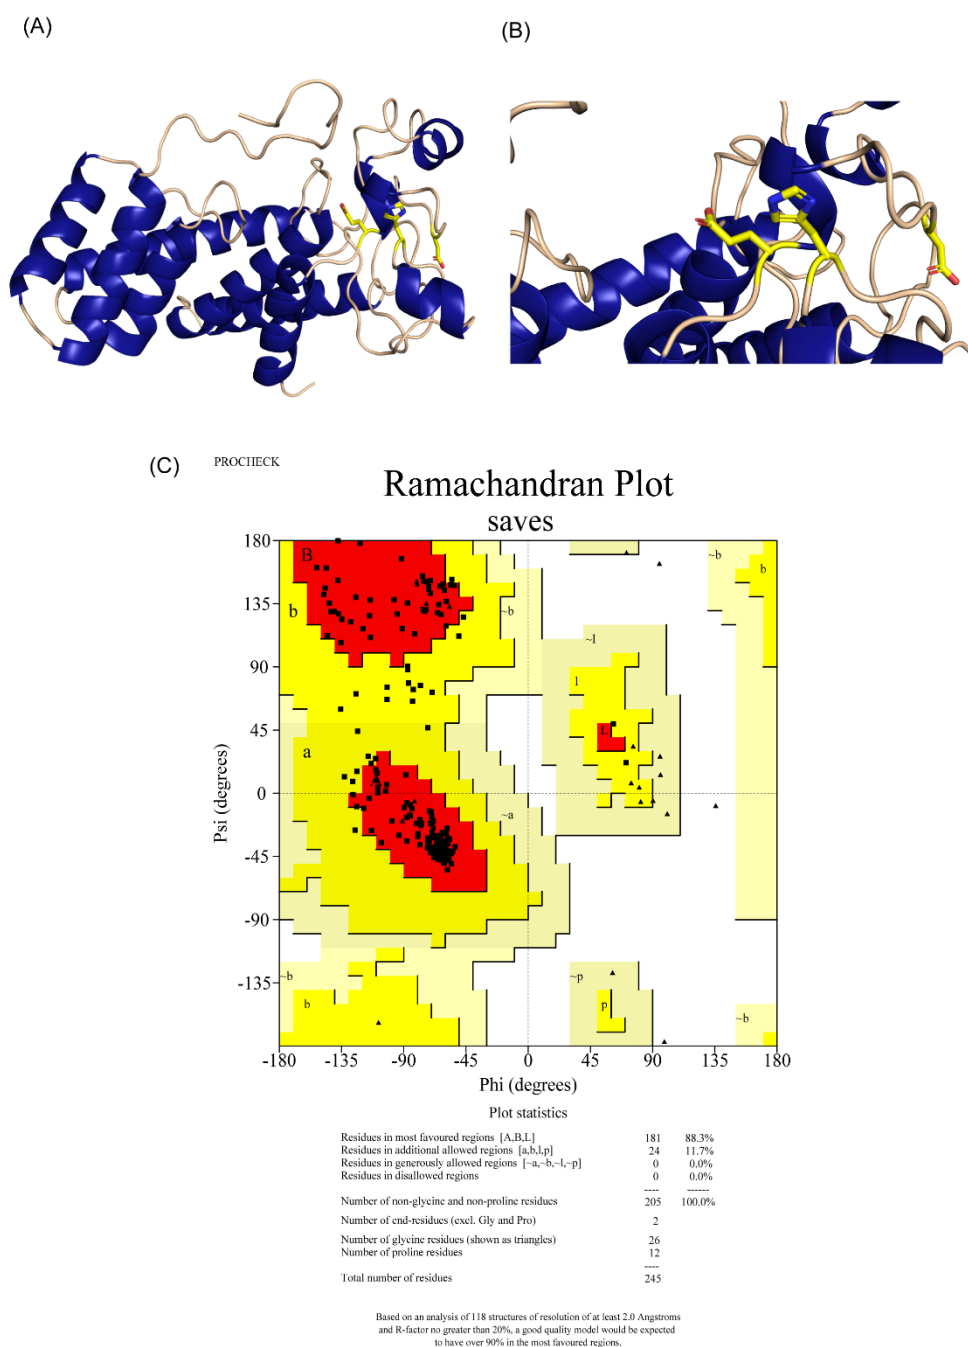 (A)
(B)
(C)
PROCHECK
Ramachandran Plot
saves
180
135
90
45
0
-45
-90
-135
-180
Psi (degrees)
B
b
~b
~b
b
~l
l
L
a
~a
~b
b
~p
p
~b
-180 -135 -90 -45 0 45 90 135 180
Phi (degrees)
Plot statistics
Residues in most favoured regions [A,B,L] 181 88.3%
Residues in additional allowed regions [a,b,l,p] 24 11.7%
Residues in generously allowed regions [~a,~b,~l,~p] 0 0.0%
Residues in disallowed regions 0 0.0%
---- ------
Number of non-glycine and non-proline residues 205 100.0%
Number of end-residues (excl. Gly and Pro) 2
Number of glycine residues (shown as triangles) 26
Number of proline residues 12
----
Total number of residues 245
Based on an analysis of 118 structures of resolution of at least 2.0 Angstroms
and R-factor no greater than 20%, a good quality model would be expected
to have over 90% in the most favoured regions.